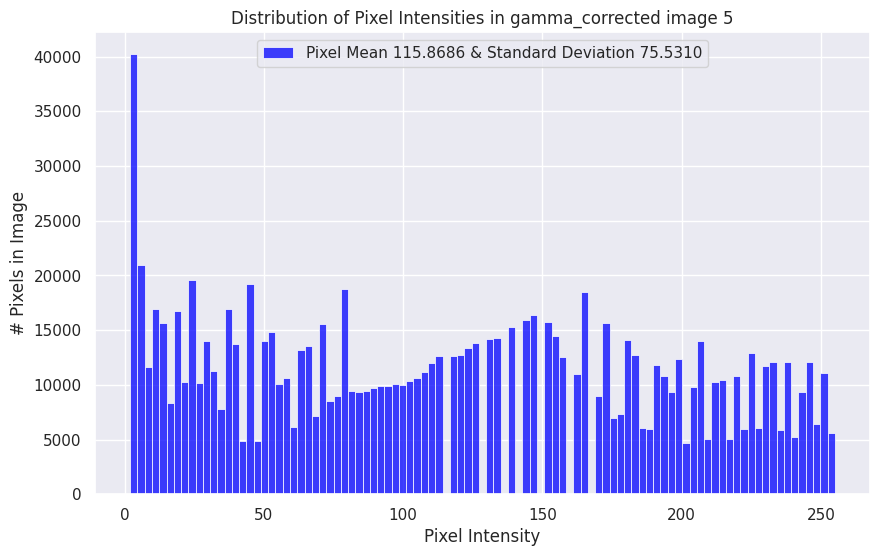 Distribution of Pixel Intensities in gamma_corrected image 5
Pixel Mean 115.8686 & Standard Deviation 75.5310
# Pixels in Image
40000
35000
30000
25000
20000
15000
10000
5000
0
0 50 100 150 200 250
Pixel Intensity